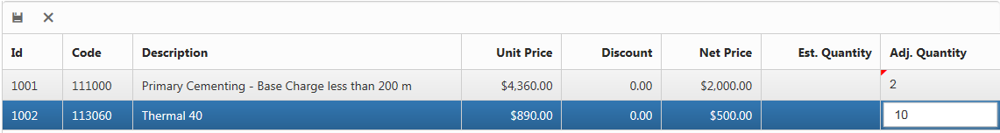 Id Code Description Unit Price Discount Net Price Est. Quantity Adj. Quantity
1001 111000 Primary Cementing - Base Charge less than 200 m $4,360.00 0.00 $2,000.00 2
1002 113060 Thermal 40 $890.00 0.00 $500.00 10